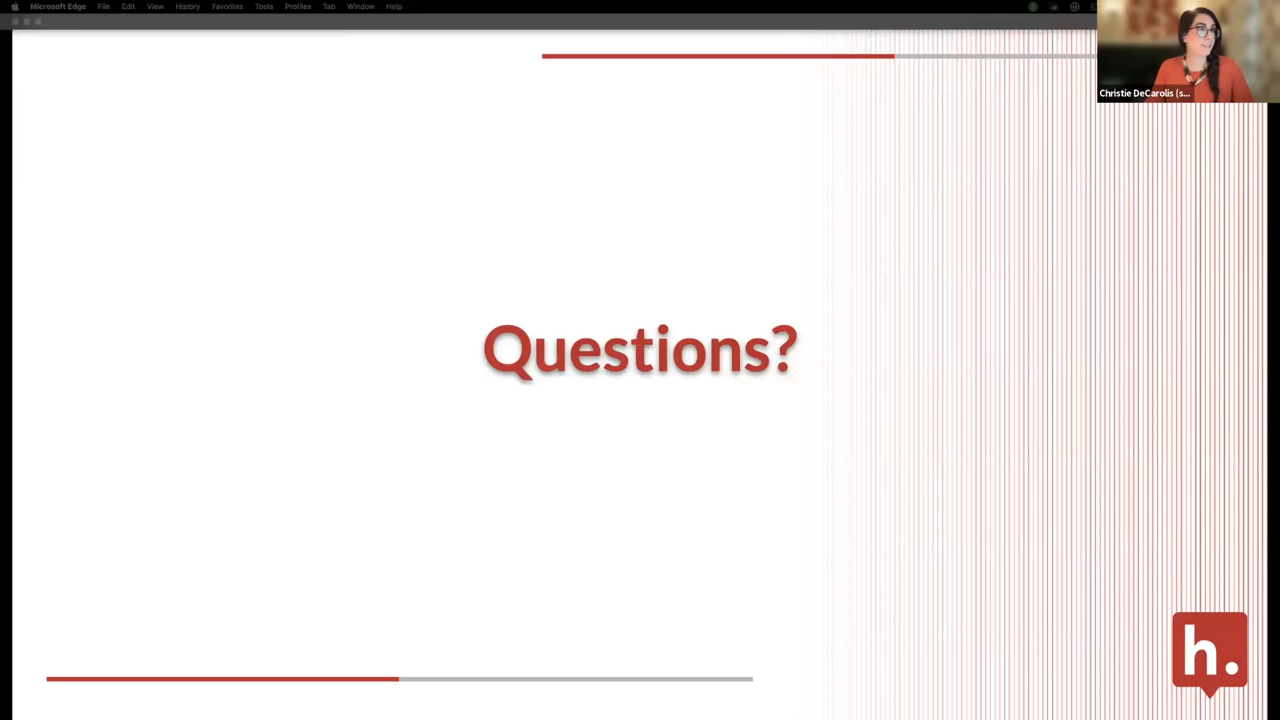 Microsoft Edge File Edit View History Favorites Tools Profiles Tab Window Help
Christie DeCarolis (s...
Questions?
h.